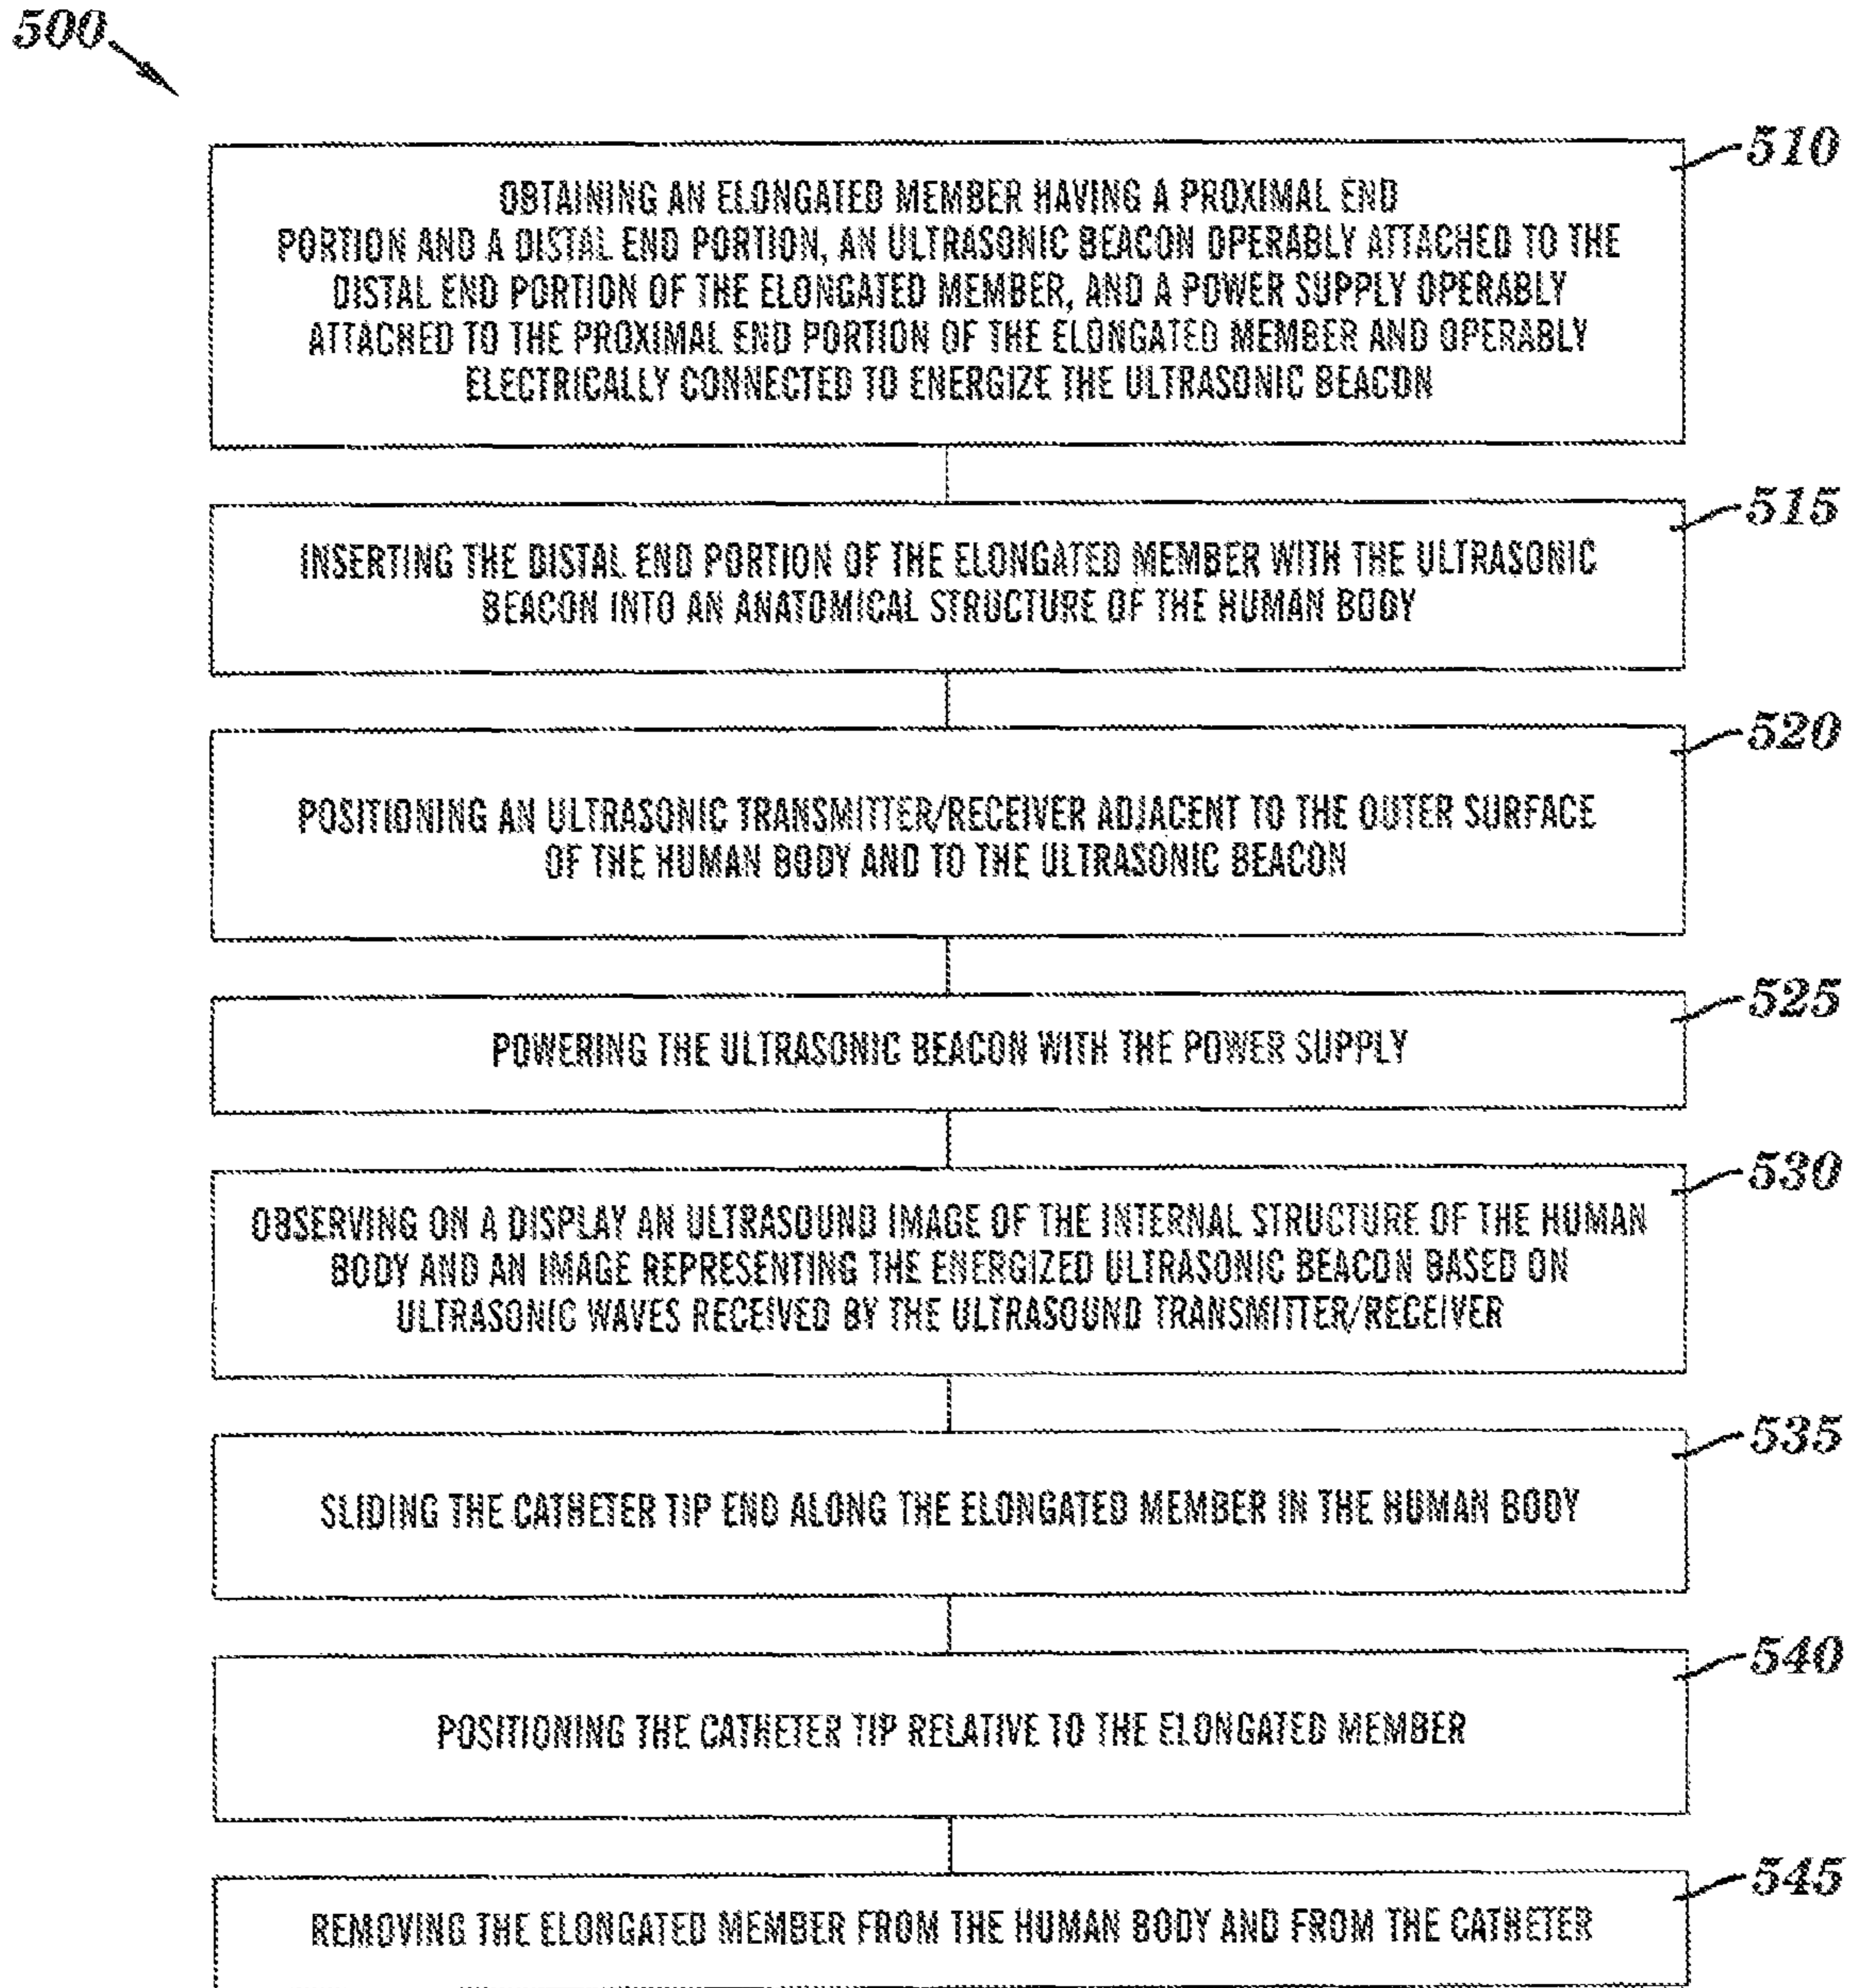 500
510
OBTAINING AN ELONGATED MEMBER HAVING A PROXIMAL END
PORTION AND A DISTAL END PORTION, AN ULTRASONIC BEACON OPERABLY ATTACHED TO THE
DISTAL END PORTION OF THE ELONGATED MEMBER, AND A POWER SUPPLY OPERABLY
ATTACHED TO THE PROXIMAL END PORTION OF THE ELONGATED MEMBER AND OPERABLY
ELECTRICALLY CONNECTED TO ENERGIZE THE ULTRASONIC BEACON
515
INSERTING THE DISTAL END PORTION OF THE ELONGATED MEMBER WITH THE ULTRASONIC
BEACON INTO AN ANATOMICAL STRUCTURE OF THE HUMAN BODY
520
POSITIONING AN ULTRASONIC TRANSMITTER/RECEIVER ADJACENT TO THE OUTER SURFACE
OF THE HUMAN BODY AND TO THE ULTRASONIC BEACON
525
POWERING THE ULTRASONIC BEACON WITH THE POWER SUPPLY
530
OBSERVING ON A DISPLAY AN ULTRASOUND IMAGE OF THE INTERNAL STRUCTURE OF THE HUMAN
BODY AND AN IMAGE REPRESENTING THE ENERGIZED ULTRASONIC BEACON BASED ON
ULTRASONIC WAVES RECEIVED BY THE ULTRASOUND TRANSMITTER/RECEIVER
535
SLIDING THE CATHETER TIP END ALONG THE ELONGATED MEMBER IN THE HUMAN BODY
540
POSITIONING THE CATHETER TIP RELATIVE TO THE ELONGATED MEMBER
545
REMOVING THE ELONGATED MEMBER FROM THE HUMAN BODY AND FROM THE CATHETER